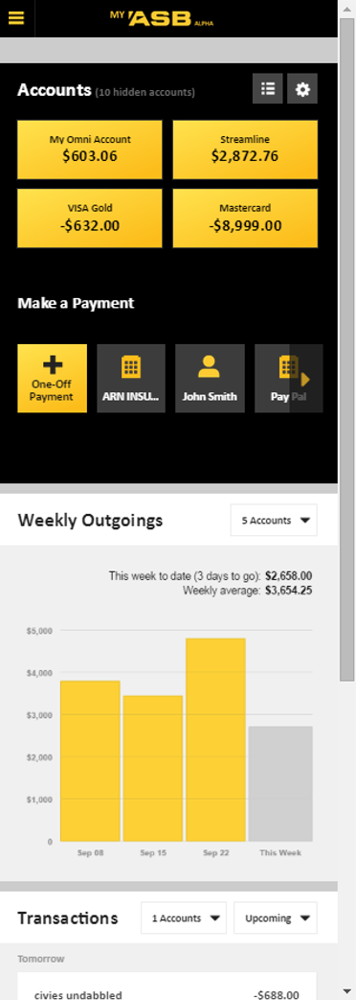 MY ASB ALPHA
Accounts (10 hidden accounts)
My Omni Account
$603.06
Streamline
$2,872.76
VISA Gold
-$632.00
Mastercard
-$8,999.00
Make a Payment
One-Off
Payment
ARN INSU...
John Smith
Pay Pal
Weekly Outgoings
5 Accounts
This week to date (3 days to go): $2,658.00
Weekly average: $3,654.25
$5,000
$4,000
$3,000
$2,000
$1,000
0
Sep 08
Sep 15
Sep 22
This Week
Transactions
1 Accounts
Upcoming
Tomorrow
civies undabbled
-$688.00